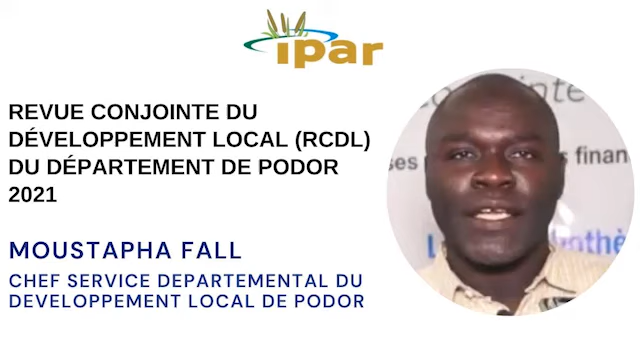 ipar
REVUE CONJOINTE DU
DÉVELOPPEMENT LOCAL (RCDL)
DU DÉPARTEMENT DE PODOR
2021
MOUSTAPHA FALL
CHEF SERVICE DEPARTEMENTAL DU
DEVELOPPEMENT LOCAL DE PODOR
finan